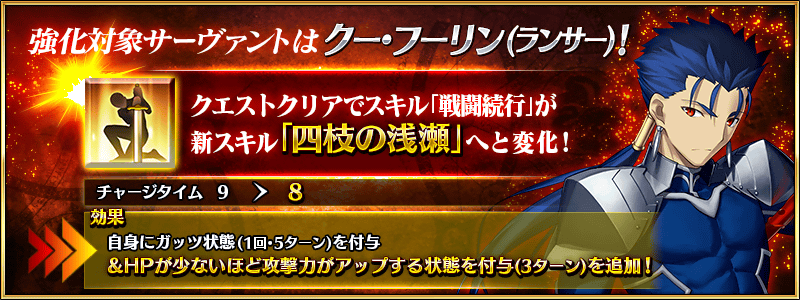 強化対象サーヴァントはクー・フーリン(ランサー)!
クエストクリアでスキル「戦闘続行」が
新スキル「四枝の浅瀬」へと変化!
チャージタイム 9 > 8
効果
自身にガッツ状態(1回・5ターン)を付与
&HPが少ないほど攻撃力がアップする状態を付与(3ターン)を追加!